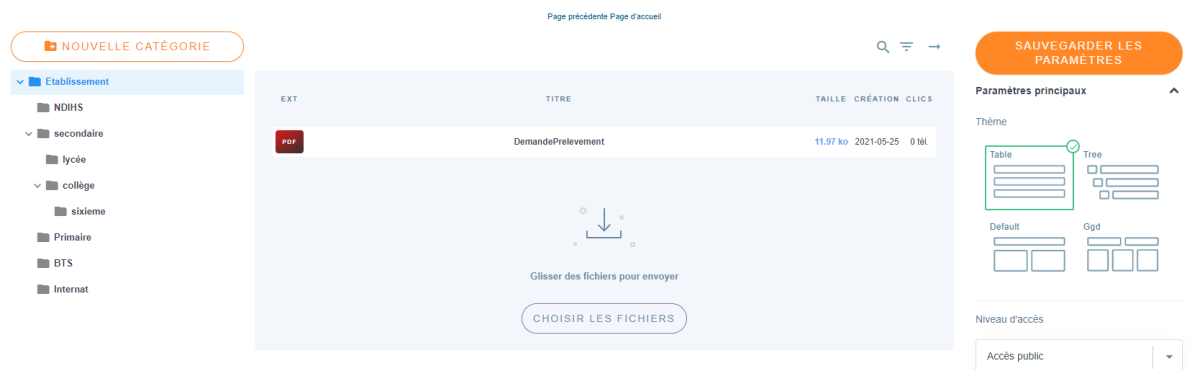 Page précédente Page d'accueil
NOUVELLE CATÉGORIE
Etablissement
NDIHS
secondaire
lycée
collège
sixieme
Primaire
BTS
Internat
EXT TITRE TAILLE CRÉATION CLICS
PDF DemandePrelevement 11.97 ko 2021-05-25 0 tél.
Glisser des fichiers pour envoyer
CHOISIR LES FICHIERS
SAUVEGARDER LES
PARAMÈTRES
Paramètres principaux
Thème
Table Tree
Default Ggd
Niveau d'accès
Accès public